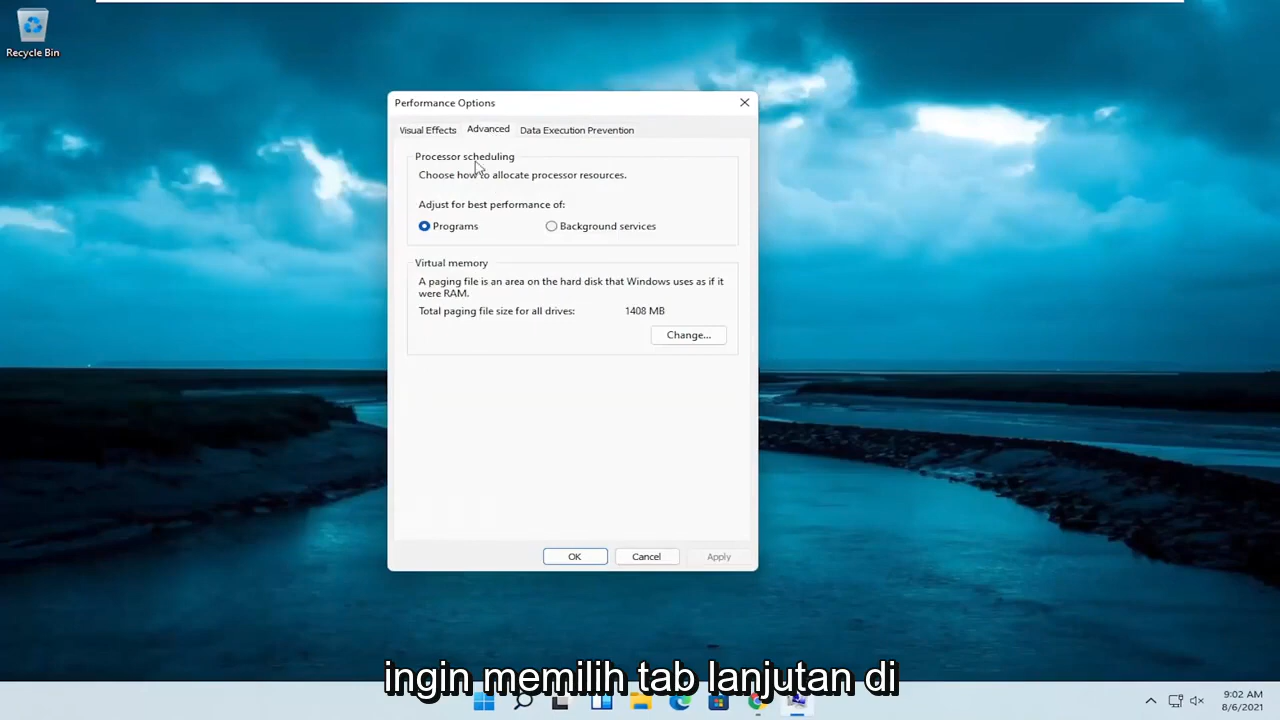 Recycle Bin
Performance Options
Visual Effects Advanced Data Execution Prevention
Processor scheduling
Choose how to allocate processor resources.
Adjust for best performance of:
Programs Background services
Virtual memory
A paging file is an area on the hard disk that Windows uses as if it
were RAM.
Total paging file size for all drives: 1408 MB
Change...
OK Cancel Apply
ingin memilih tab lanjutan di
9:02 AM
8/6/2021